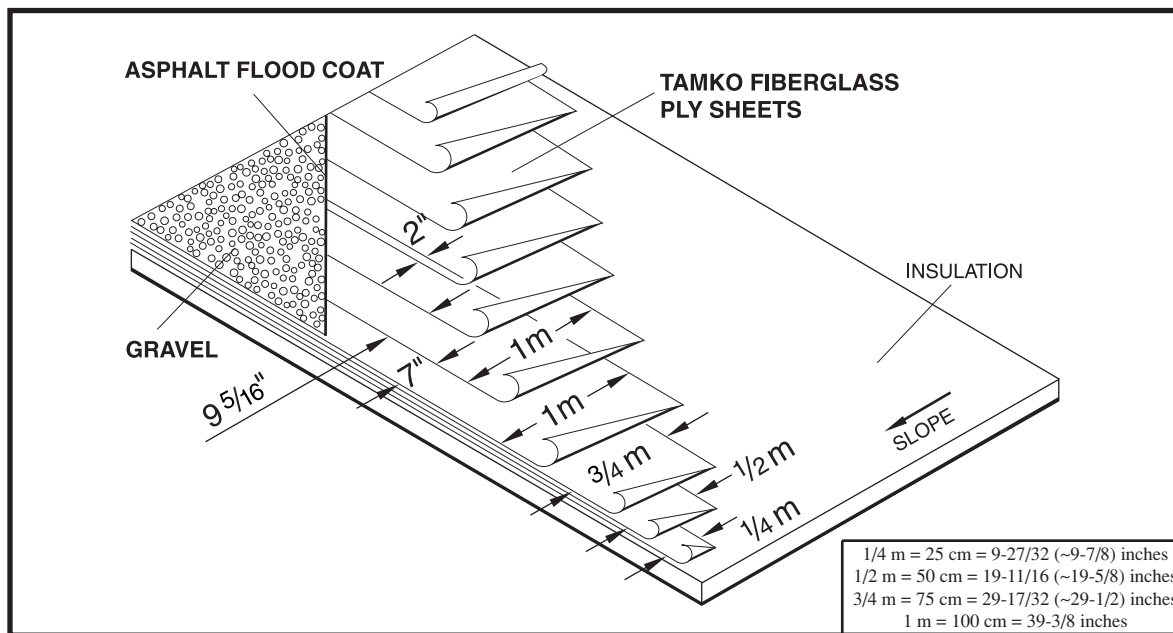 ASPHALT FLOOD COAT
TAMKO FIBERGLASS
PLY SHEETS
2"
INSULATION
GRAVEL
1m
7"
9 5/16"
1m
SLOPE
3/4 m
1/2 m
1/4 m
1/4 m = 25 cm = 9-27/32 (~9-7/8) inches
1/2 m = 50 cm = 19-11/16 (~19-5/8) inches
3/4 m = 75 cm = 29-17/32 (~29-1/2) inches
1 m = 100 cm = 39-3/8 inches